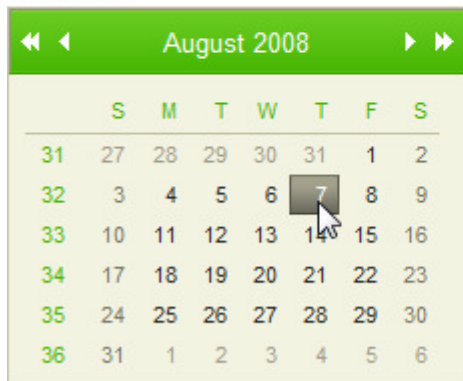 August 2008
S M T W T F S
31 27 28 29 30 31 1 2
32 3 4 5 6 7 8 9
33 10 11 12 13 14 15 16
34 17 18 19 20 21 22 23
35 24 25 26 27 28 29 30
36 31 1 2 3 4 5 6